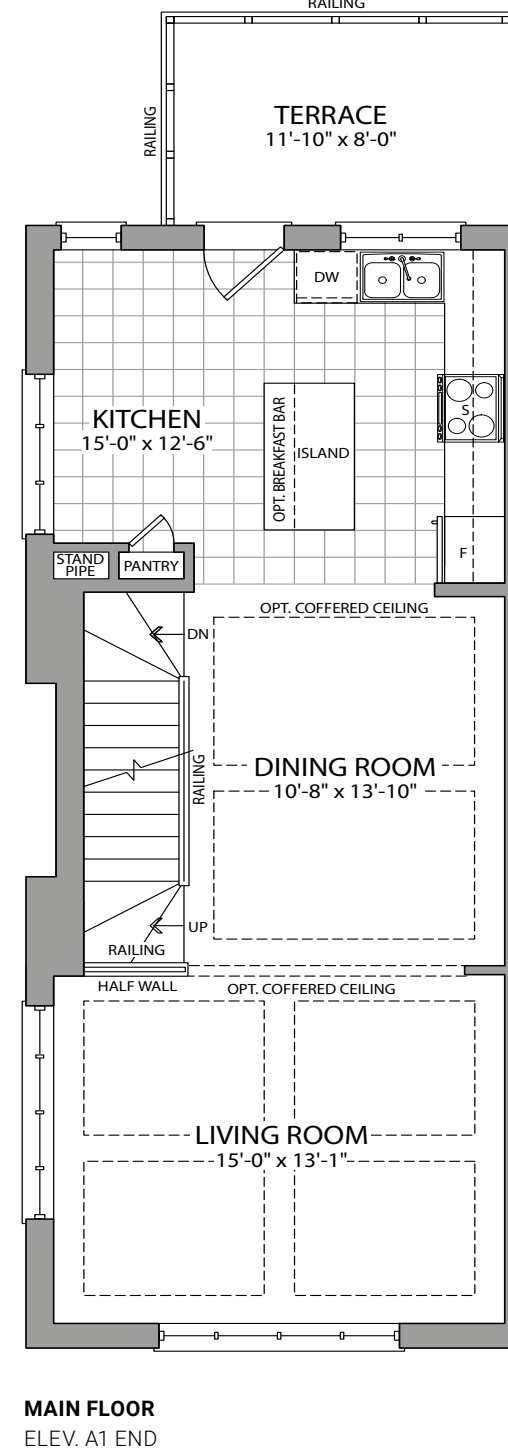 RAILING
RAILING
TERRACE
11'-10" x 8'-0"
DW
KITCHEN
15'-0" x 12'-6"
OPT. BREAKFAST BAR
ISLAND
S
F
STAND
PIPE
PANTRY
OPT. COFFERED CEILING
DN
RAILING
DINING ROOM
10'-8" x 13'-10"
UP
RAILING
HALF WALL
OPT. COFFERED CEILING
LIVING ROOM
15'-0" x 13'-1"
MAIN FLOOR
ELEV. A1 END